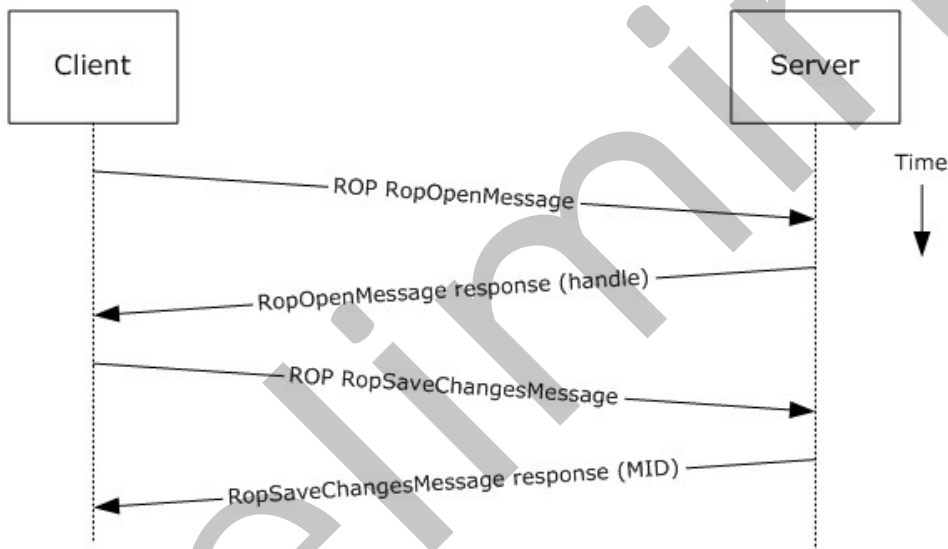 Client
Server
Time
ROP RopOpenMessage
RopOpenMessage response (handle)
ROP RopSaveChangesMessage
RopSaveChangesMessage response (MID)